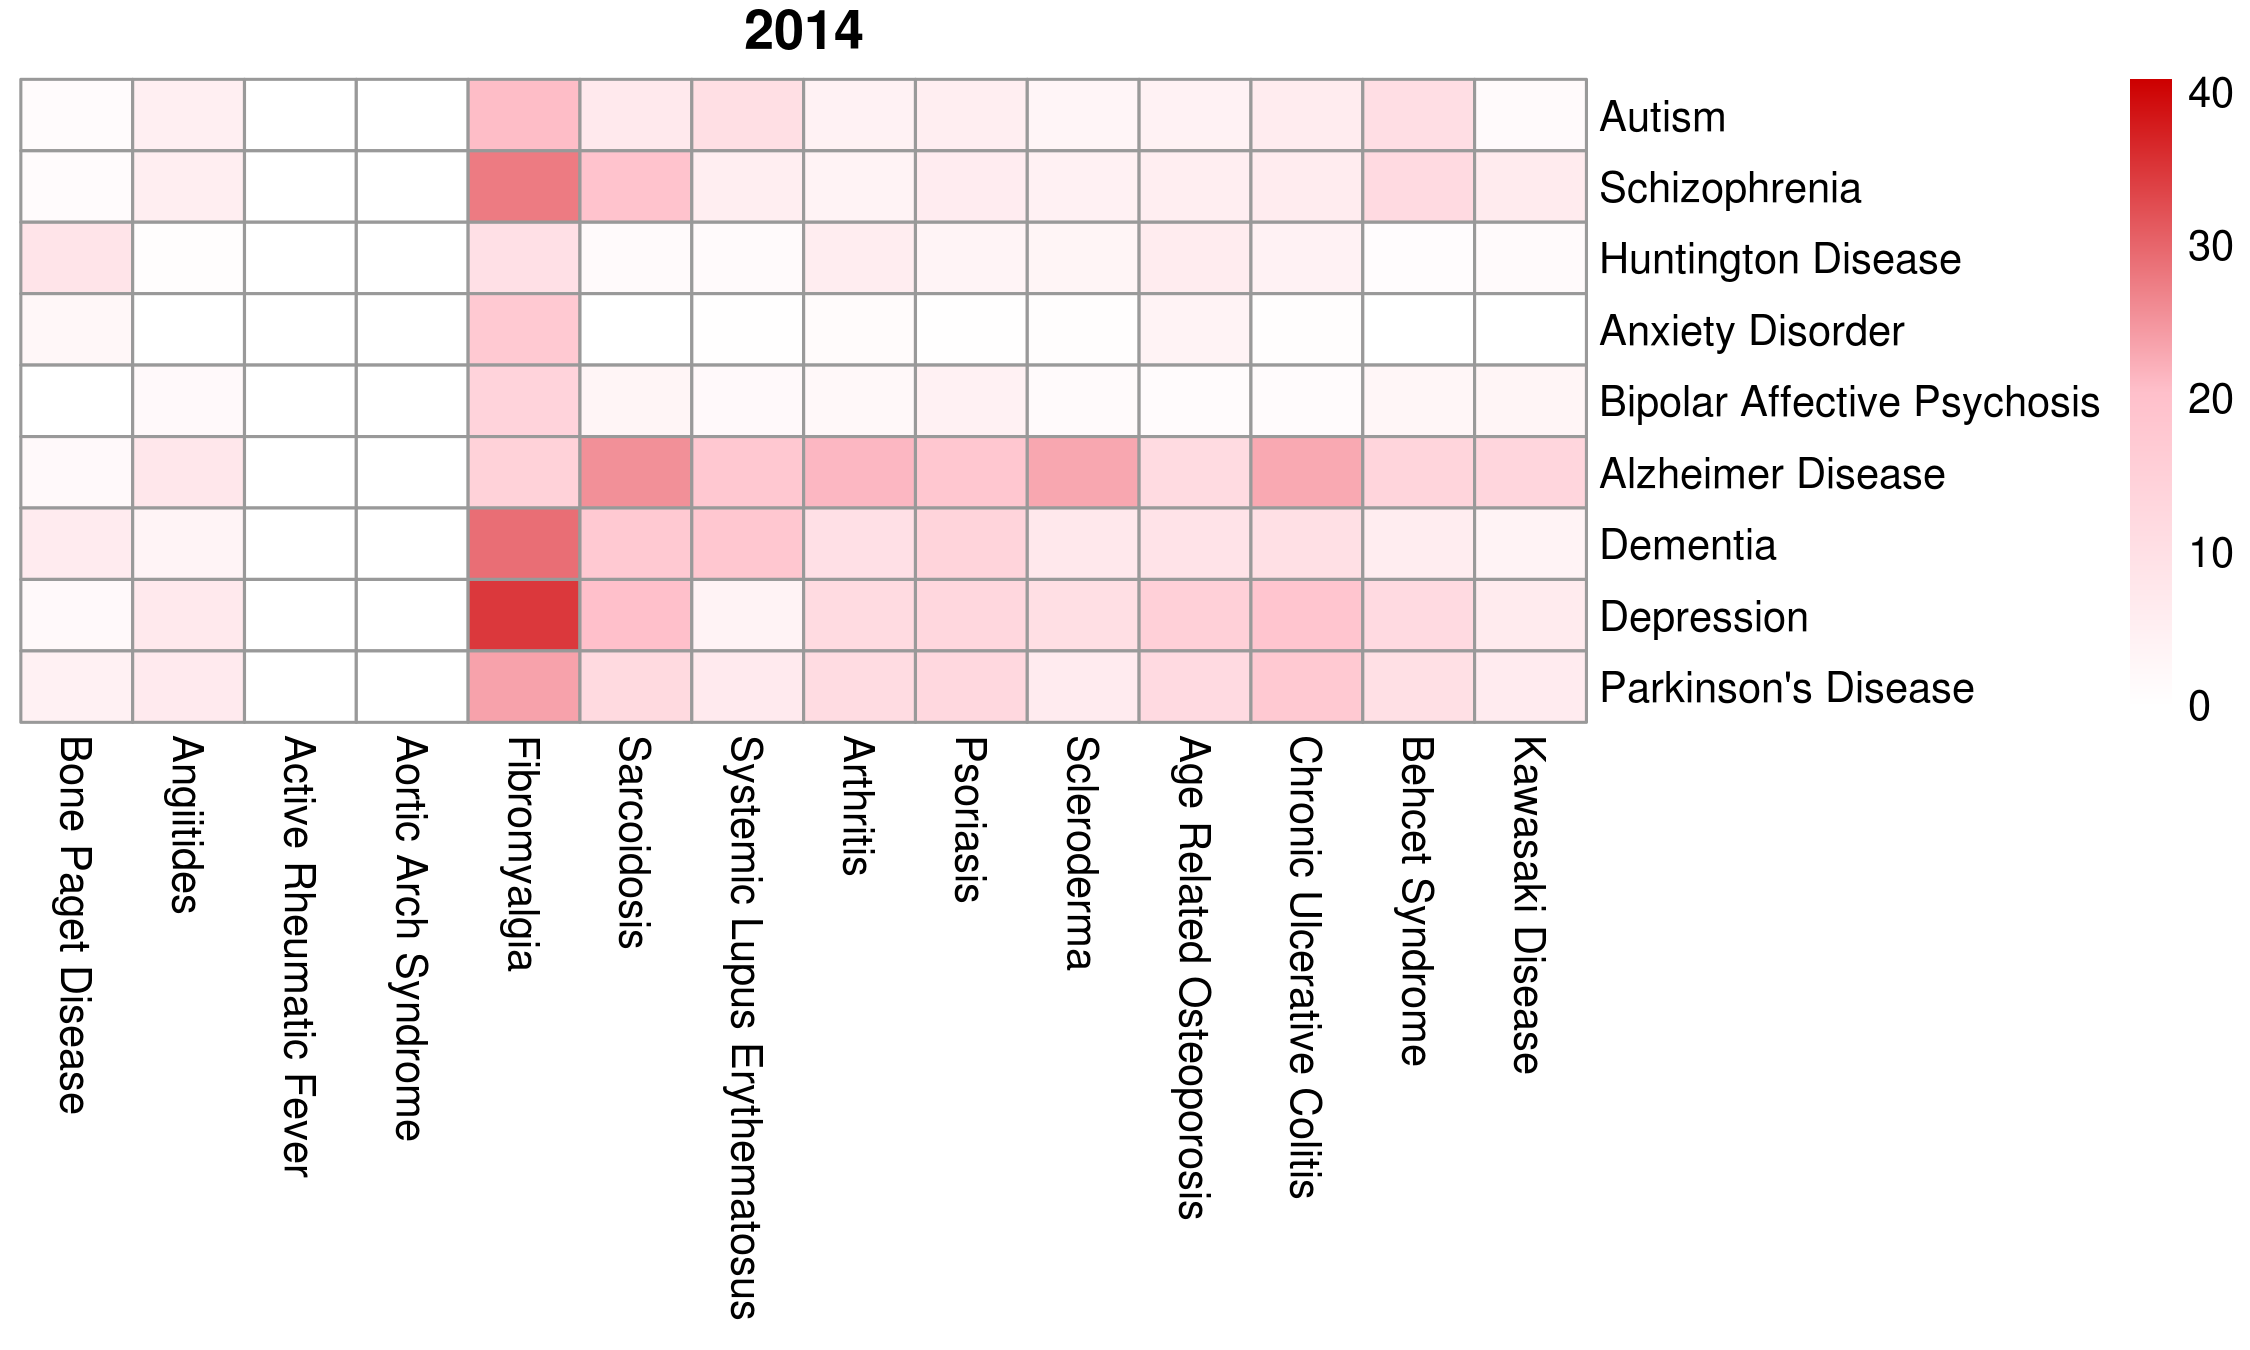 2014
Autism
Schizophrenia
Huntington Disease
Anxiety Disorder
Bipolar Affective Psychosis
Alzheimer Disease
Dementia
Depression
Parkinson's Disease
40
30
20
10
0
Bone Paget Disease
Angiitides
Active Rheumatic Fever
Aortic Arch Syndrome
Fibromyalgia
Sarcoidosis
Systemic Lupus Erythematosus
Arthritis
Psoriasis
Scleroderma
Age Related Osteoporosis
Chronic Ulcerative Colitis
Behcet Syndrome
Kawasaki Disease